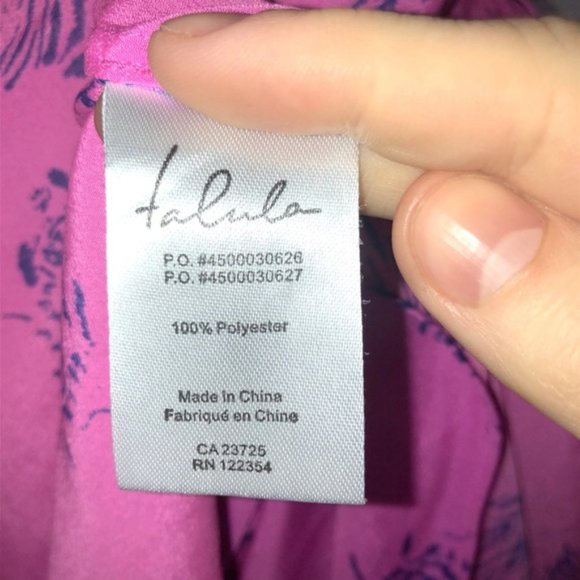 talula
P.O. #4500030626
P.O. #4500030627
100% Polyester
Made in China
Fabriqué en Chine
CA 23725
RN 122354